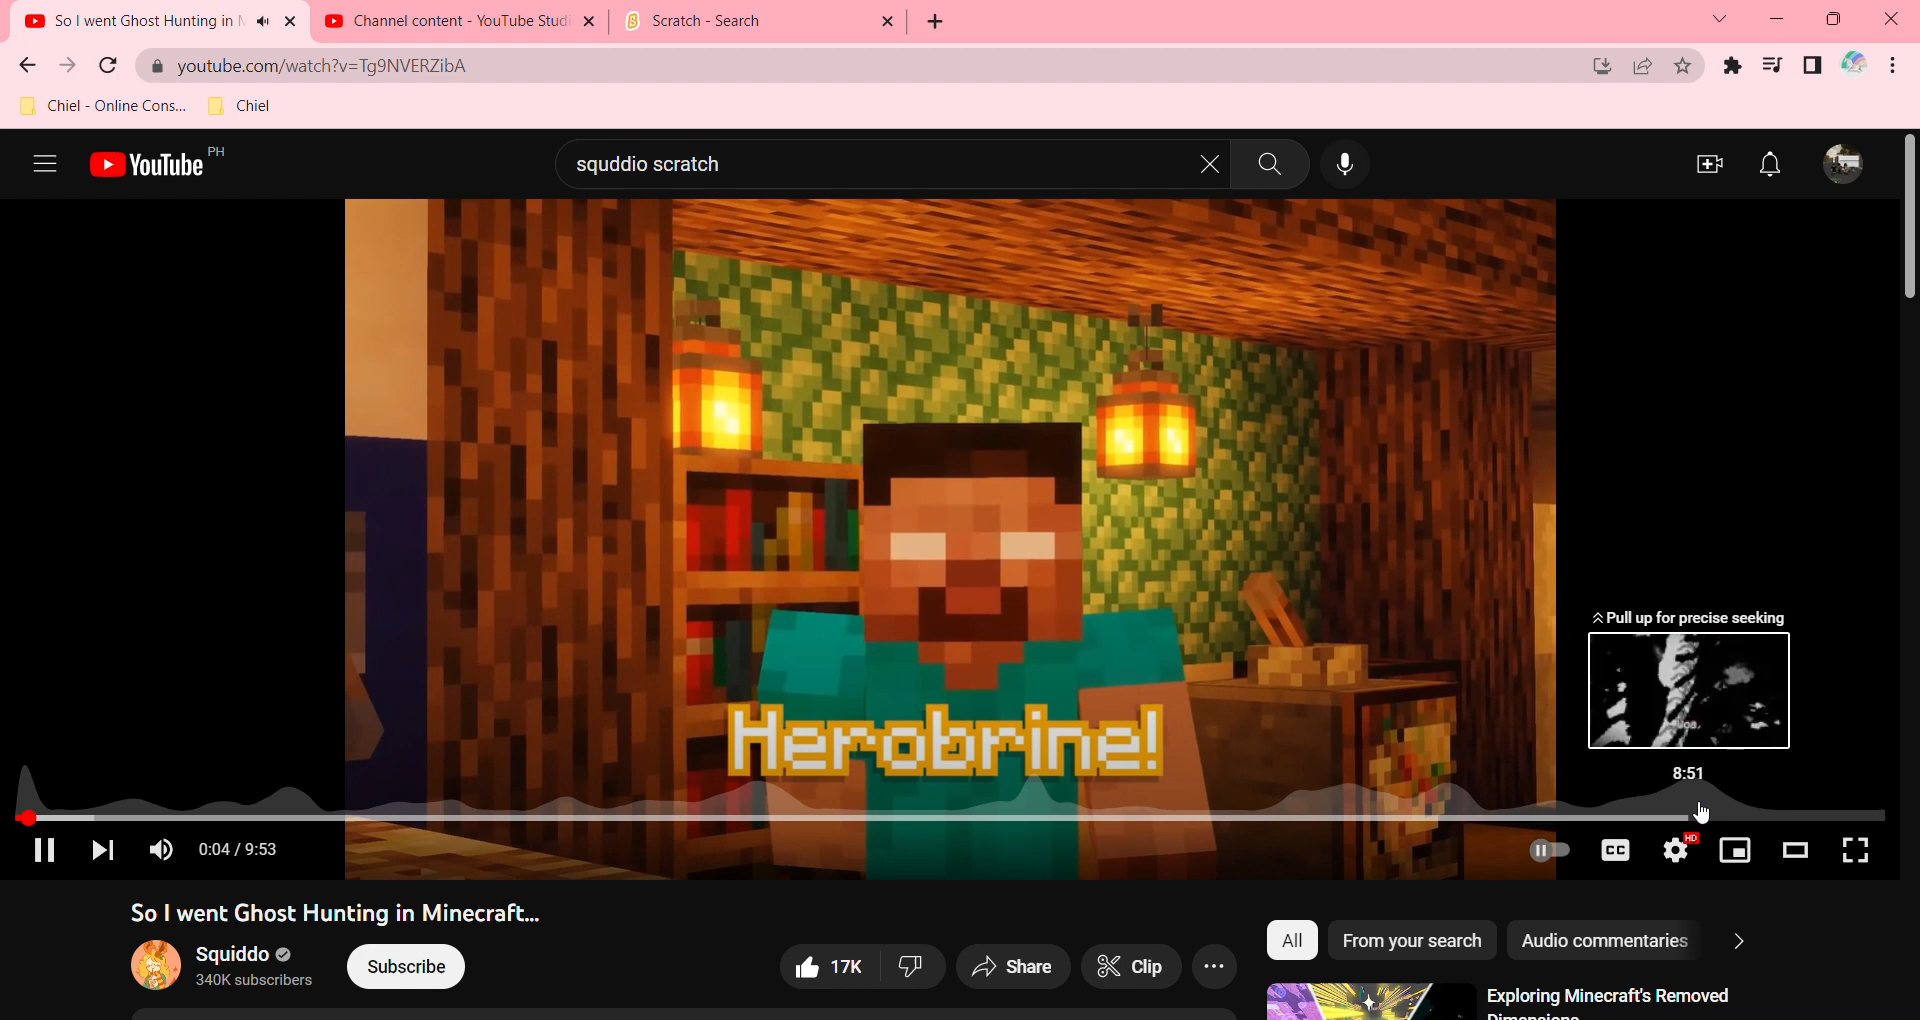 So I went Ghost Hunting in M
Channel content - YouTube Studi
Scratch - Search
youtube.com/watch?v=Tg9NVERZibA
Chiel - Online Cons...
Chiel
YouTube PH
squddio scratch
Herobrine!
Pull up for precise seeking
8:51
0:04 / 9:53
CC
HD
So I went Ghost Hunting in Minecraft...
Squiddo
340K subscribers
Subscribe
17K
Share
Clip
All
From your search
Audio commentaries
Exploring Minecraft's Removed
Dimensions